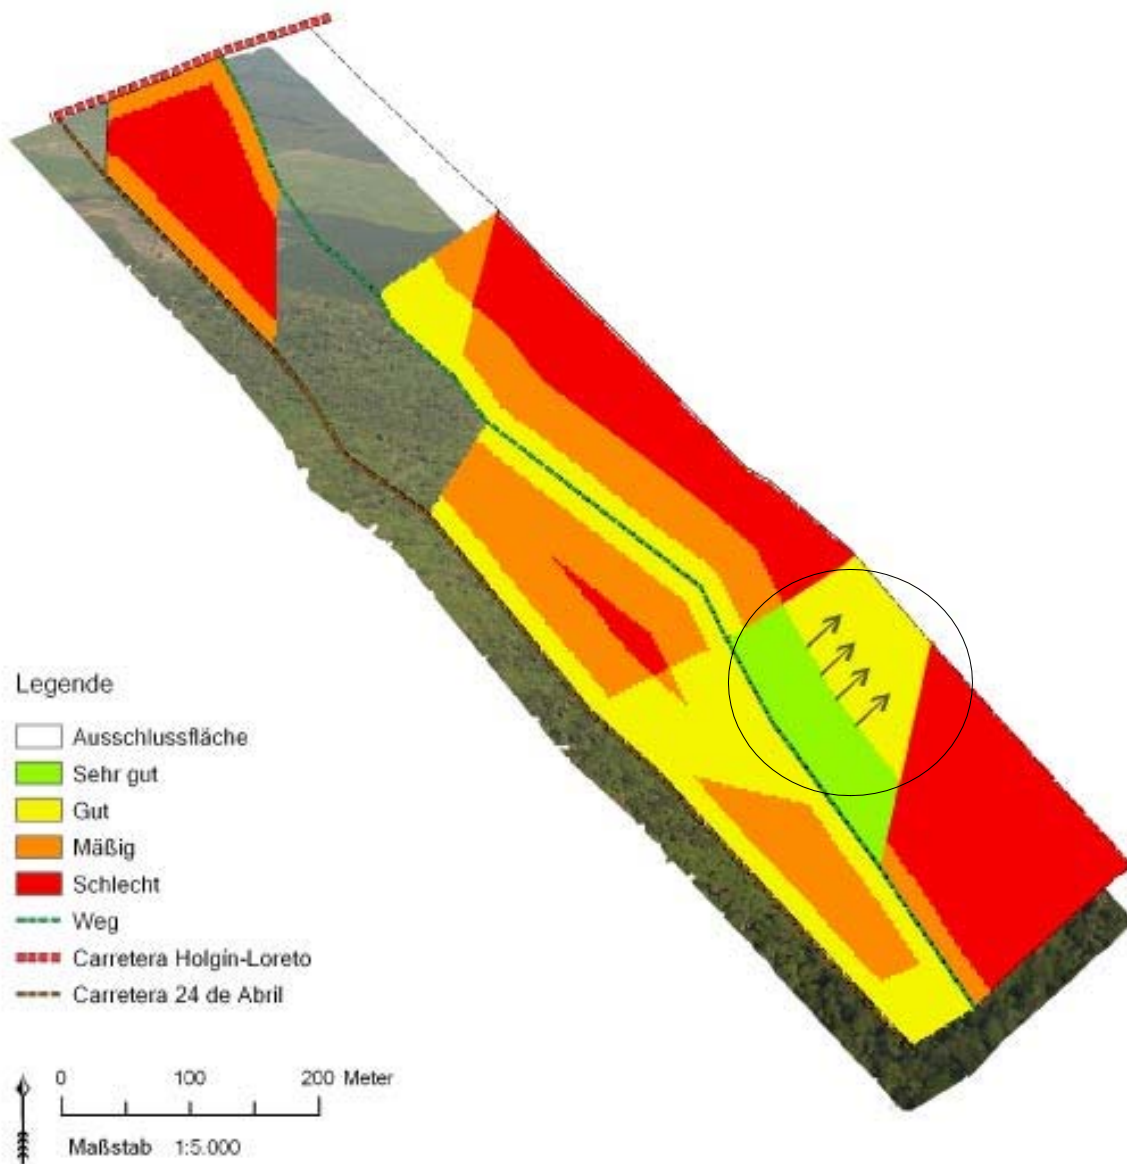 Legende
Ausschlussfläche
Sehr gut
Gut
Mäßig
Schlecht
Weg
Carretera Holgín-Loreto
Carretera 24 de Abril
0 100 200 Meter
Maßstab 1:5.000